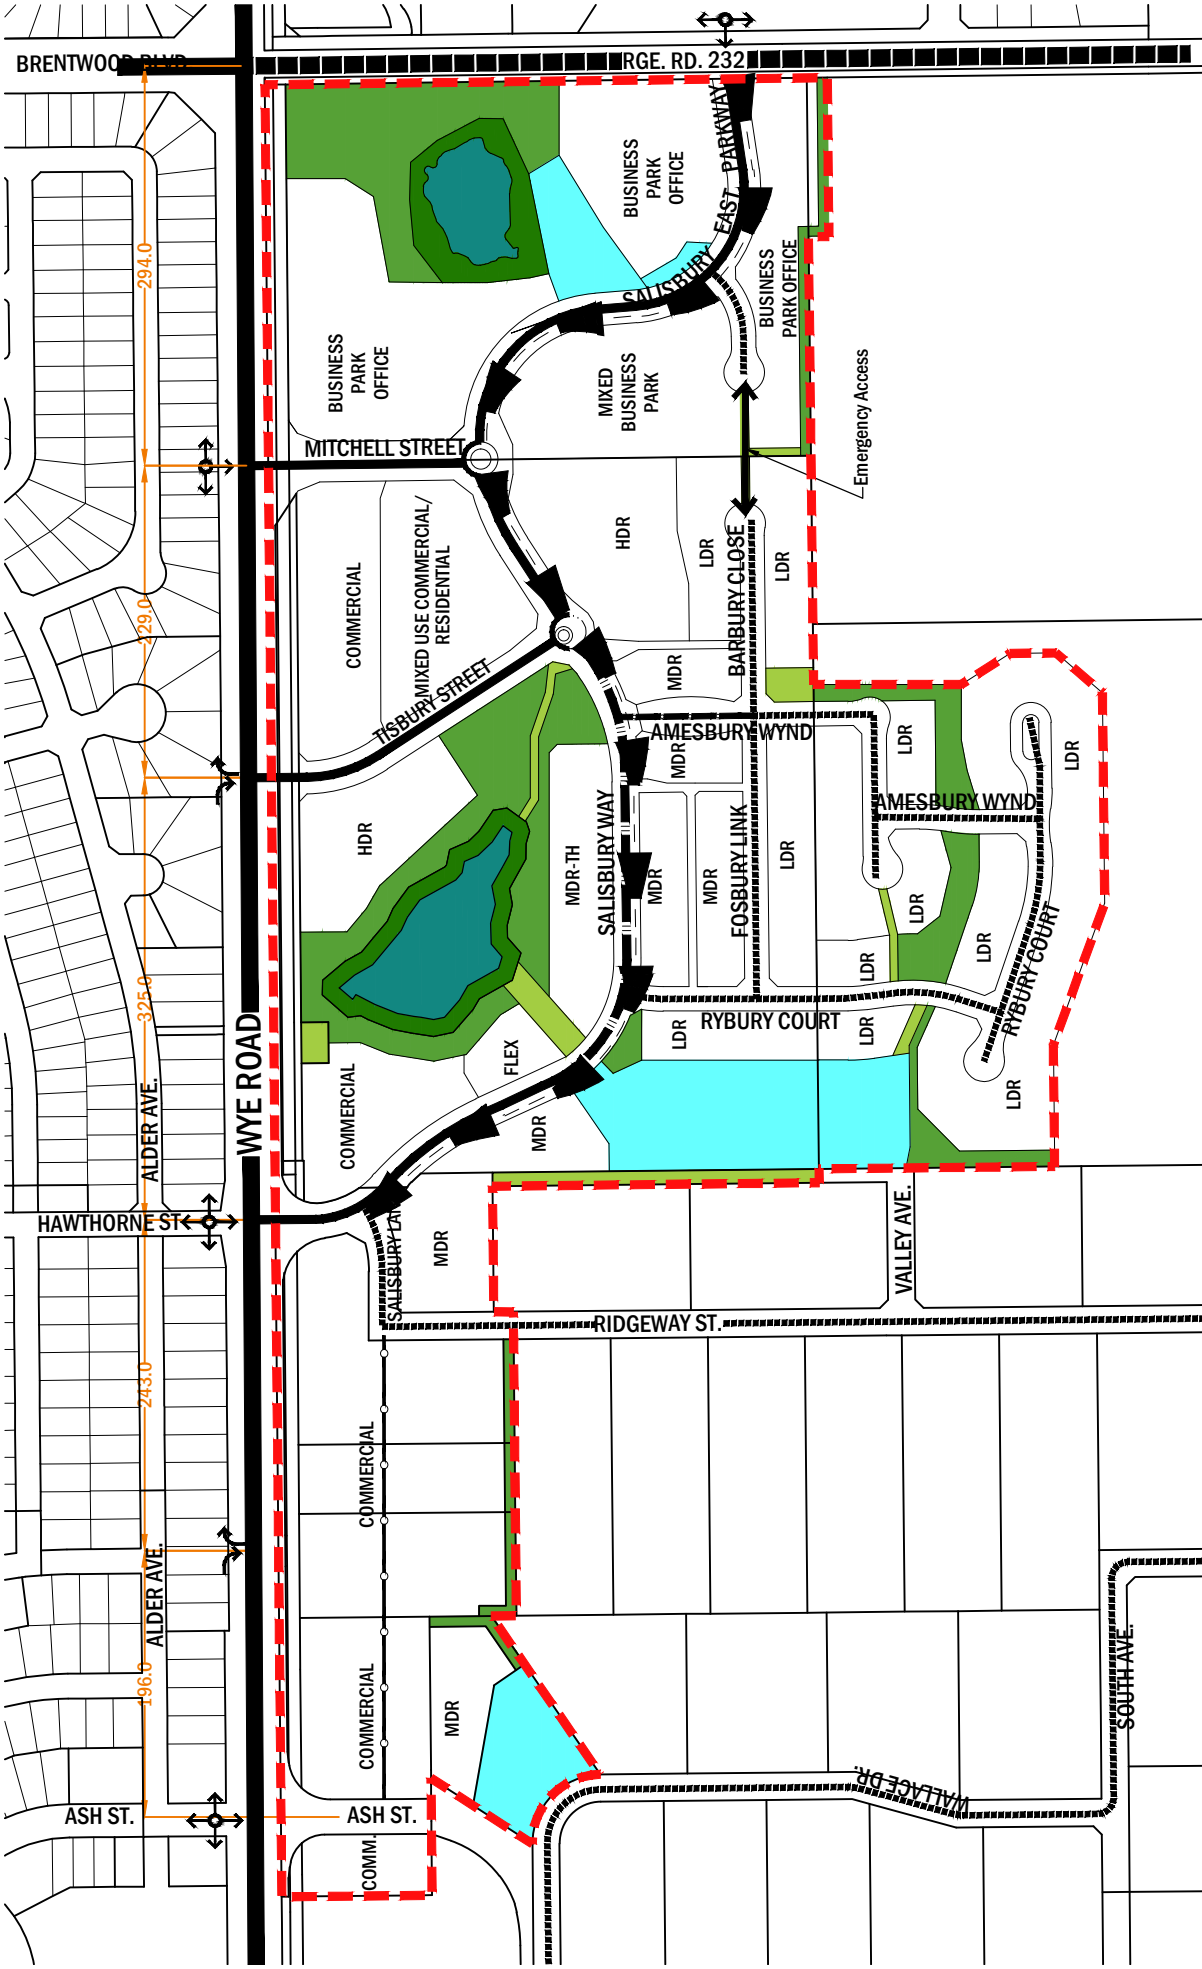 BRENTWOOD BLVD
RGE. RD. 232
SALISBURY EAST PARKWAY
BUSINESS
PARK
OFFICE
BUSINESS
PARK OFFICE
294.0
BUSINESS
PARK
OFFICE
MIXED
BUSINESS
PARK
Emergency Access
MITCHELL STREET
COMMERCIAL
MIXED USE COMMERCIAL/
RESIDENTIAL
HDR
LDR
BARBURY CLOSE
LDR
229.0
MDR
TISBURY STREET
AMESBURY WYND
MDR
LDR
LDR
AMESBURY WYND
HDR
MDR-TH
SALISBURY WAY
MDR
MDR
FOSBURY LINK
LDR
LDR
LDR
LDR
RYBURY COURT
325.0
WYE ROAD
ALDER AVE.
LDR
RYBURY COURT
LDR
LDR
FLEX
COMMERCIAL
MDR
HAWTHORNE ST
SALISBURY LAN
MDR
VALLEY AVE.
RIDGEWAY ST.
243.0
COMMERCIAL
ALDER AVE.
196.0
COMMERCIAL
MDR
SOUTH AVE.
WALLACE DR.
ASH ST.
ASH ST.
COMM.